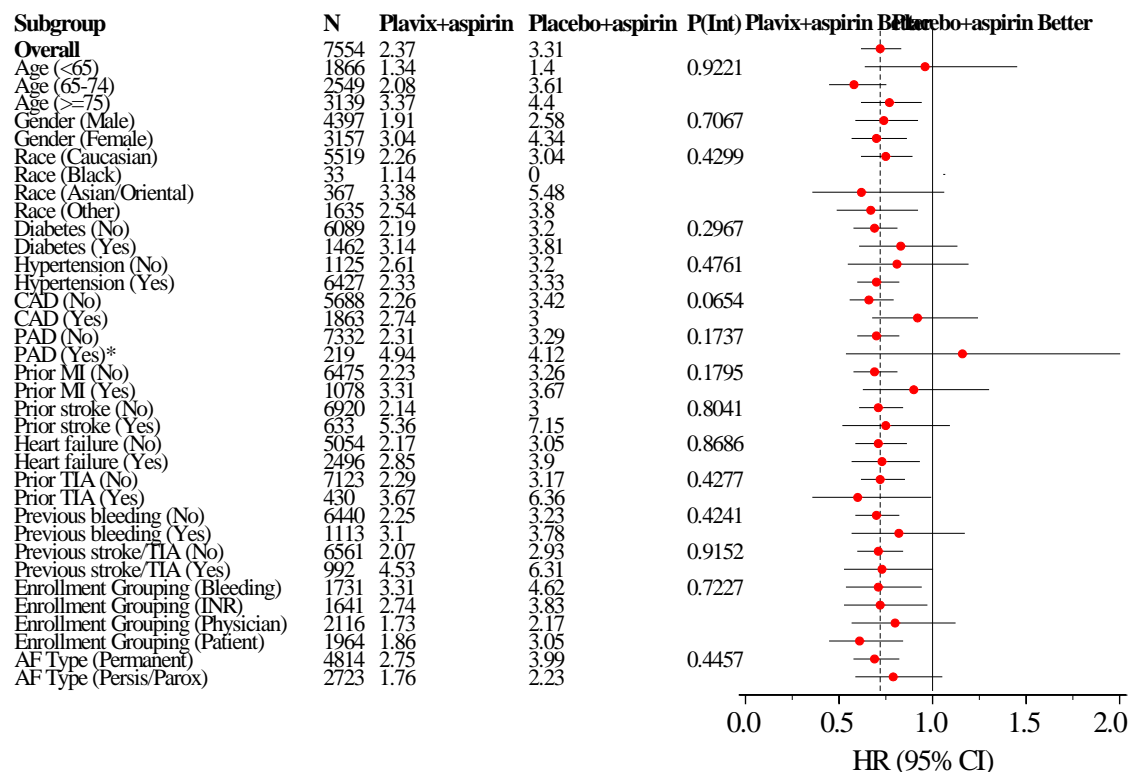 Subgroup N Plavix+aspirin Placebo+aspirin P(Int) Plavix+aspirin Better Placebo+aspirin Better
Overall 7554 2.37 3.31
Age (<65) 1866 1.34 1.4 0.9221
Age (65-74) 2549 2.08 3.61
Age (>=75) 3139 3.37 4.4
Gender (Male) 4397 1.91 2.58 0.7067
Gender (Female) 3157 3.04 4.34
Race (Caucasian) 5519 2.26 3.04 0.4299
Race (Black) 33 1.14 0
Race (Asian/Oriental) 367 3.38 5.48
Race (Other) 1635 2.54 3.8
Diabetes (No) 6089 2.19 3.2 0.2967
Diabetes (Yes) 1462 3.14 3.81
Hypertension (No) 1125 2.61 3.2 0.4761
Hypertension (Yes) 6427 2.33 3.33
CAD (No) 5688 2.26 3.42 0.0654
CAD (Yes) 1863 2.74 3
PAD (No) 7332 2.31 3.29 0.1737
PAD (Yes)* 219 4.94 4.12
Prior MI (No) 6475 2.23 3.26 0.1795
Prior MI (Yes) 1078 3.31 3.67
Prior stroke (No) 6920 2.14 3 0.8041
Prior stroke (Yes) 633 5.36 7.15
Heart failure (No) 5054 2.17 3.05 0.8686
Heart failure (Yes) 2496 2.85 3.9
Prior TIA (No) 7123 2.29 3.17 0.4277
Prior TIA (Yes) 430 3.67 6.36
Previous bleeding (No) 6440 2.25 3.23 0.4241
Previous bleeding (Yes) 1113 3.1 3.78
Previous stroke/TIA (No) 6561 2.07 2.93 0.9152
Previous stroke/TIA (Yes) 992 4.53 6.31
Enrollment Grouping (Bleeding) 1731 3.31 4.62 0.7227
Enrollment Grouping (INR) 1641 2.74 3.83
Enrollment Grouping (Physician) 2116 1.73 2.17
Enrollment Grouping (Patient) 1964 1.86 3.05
AF Type (Permanent) 4814 2.75 3.99 0.4457
AF Type (Persis/Parox) 2723 1.76 2.23
0.0 0.5 1.0 1.5 2.0
HR (95% CI)